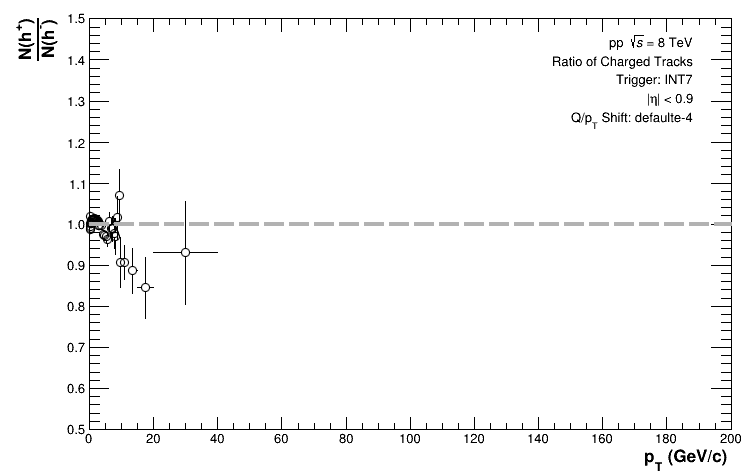 N(h⁺)
N(h⁻)
1.5
1.4
1.3
1.2
1.1
1.0
0.9
0.8
0.7
0.6
0.5
pp √s = 8 TeV
Ratio of Charged Tracks
Trigger: INT7
|η| < 0.9
Q/p_T Shift: defaulte-4
0 20 40 60 80 100 120 140 160 180 200
p_T (GeV/c)